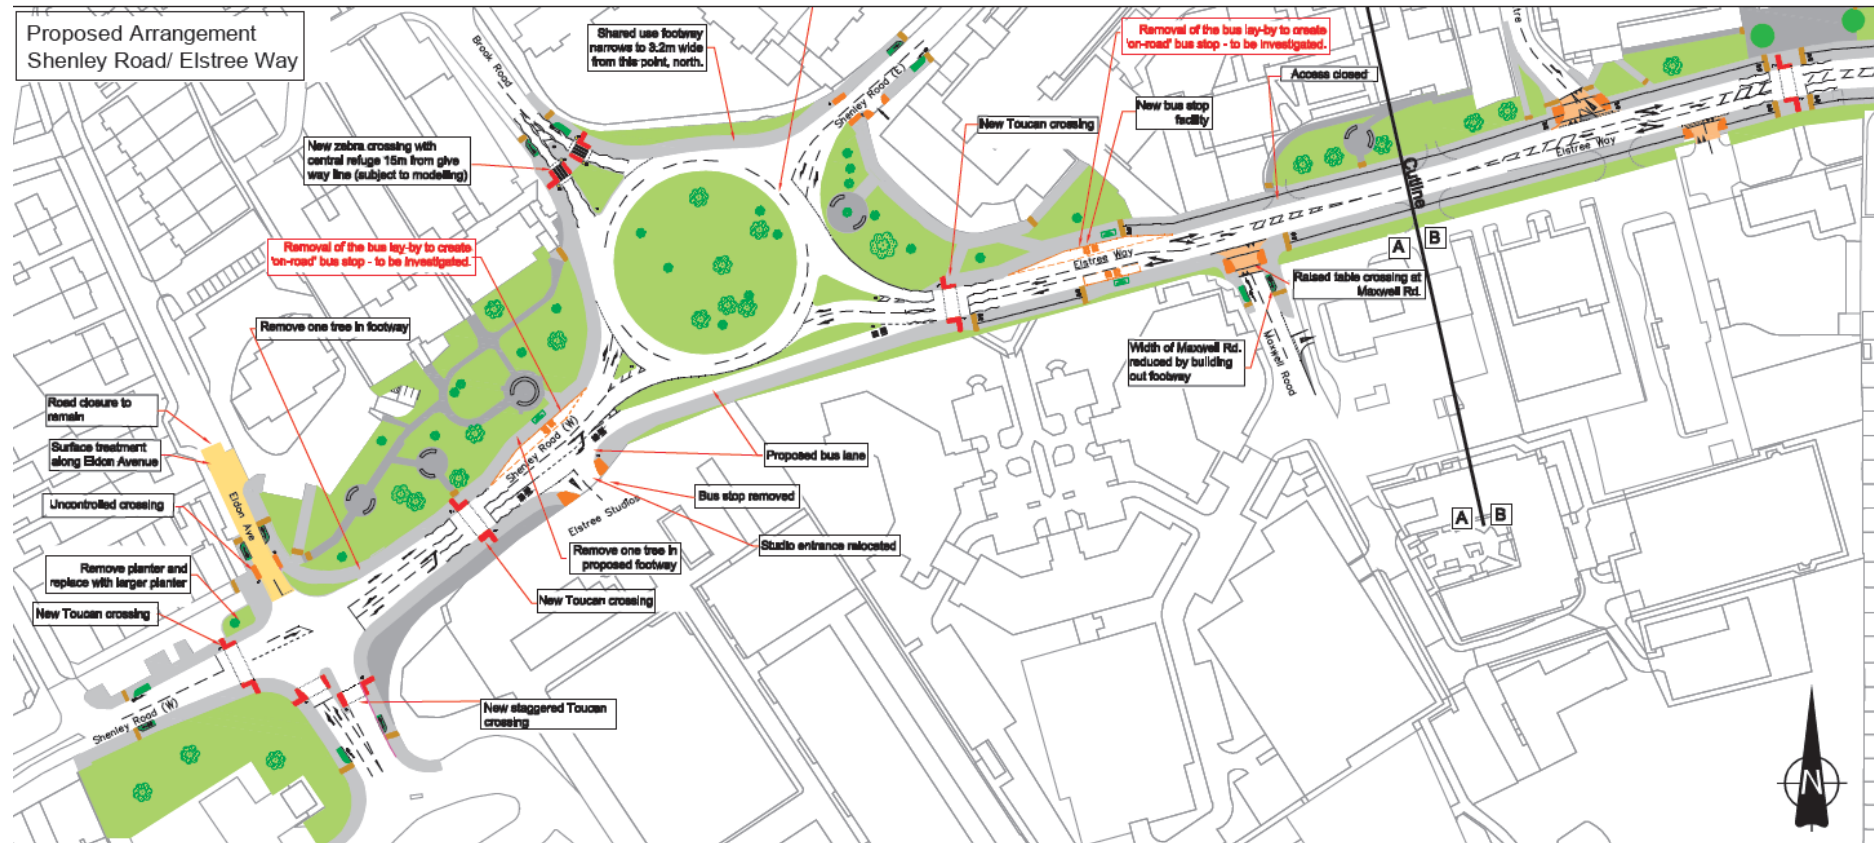 Proposed Arrangement
Shenley Road/ Elstree Way
Brook Road
Shared use footway
narrows to 3.2m wide
from this point, north.
Shenley Road (E)
Removal of the bus lay-by to create
'on-road' bus stop - to be investigated.
Access closed
New bus stop
facility
New Toucan crossing
tre
Elstree Way
Cutline
A
B
New zebra crossing with
central refuge 15m from give
way line (subject to modelling)
Removal of the bus lay-by to create
'on-road' bus stop - to be investigated.
Elstree Way
Raised table crossing at
Maxwell Rd.
Remove one tree in footway
Width of Maxwell Rd.
reduced by building
out footway
Maxwell Road
Road closure to
remain
Surface treatment
along Eldon Avenue
Uncontrolled crossing
Eldon Ave
Shenley Road (W)
Proposed bus lane
Bus stop removed
Elstree Studios
Studio entrance relocated
A
B
Remove planter and
replace with larger planter
Remove one tree in
proposed footway
New Toucan crossing
New Toucan crossing
New staggered Toucan
crossing
Shenley Road (W)
N